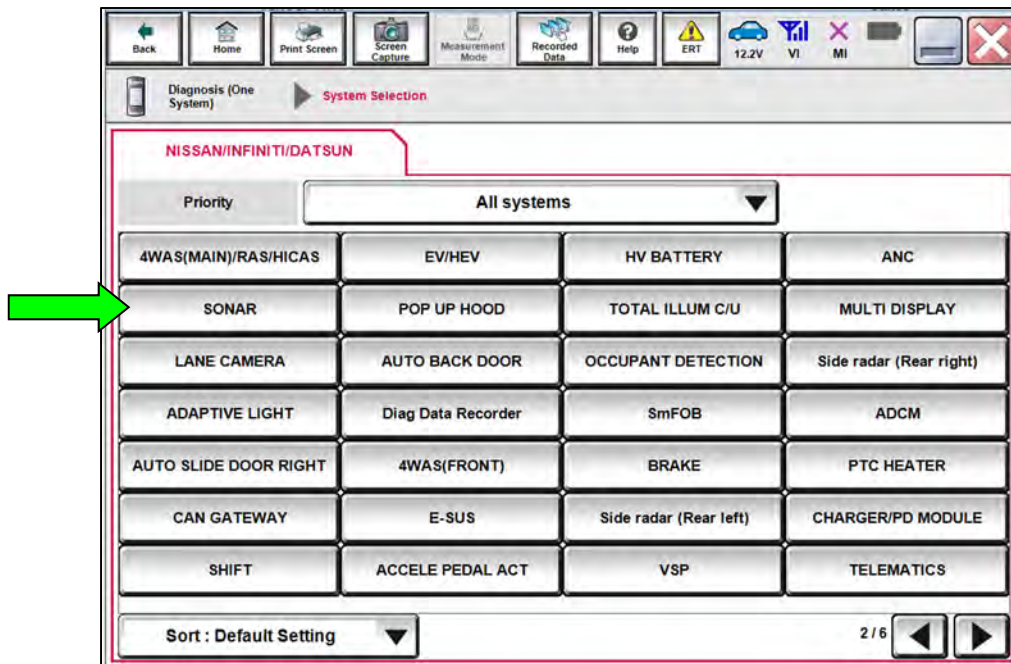 Back
Home
Print Screen
Screen
Capture
Measurement
Mode
Recorded
Data
Help
ERT
12.2V
VI
MI
Diagnosis (One
System)
System Selection
NISSAN/INFINITI/DATSUN
Priority
All systems
4WAS(MAIN)/RAS/HICAS
EV/HEV
HV BATTERY
ANC
SONAR
POP UP HOOD
TOTAL ILLUM C/U
MULTI DISPLAY
LANE CAMERA
AUTO BACK DOOR
OCCUPANT DETECTION
Side radar (Rear right)
ADAPTIVE LIGHT
Diag Data Recorder
SmFOB
ADCM
AUTO SLIDE DOOR RIGHT
4WAS(FRONT)
BRAKE
PTC HEATER
CAN GATEWAY
E-SUS
Side radar (Rear left)
CHARGER/PD MODULE
SHIFT
ACCELE PEDAL ACT
VSP
TELEMATICS
Sort : Default Setting
2/6